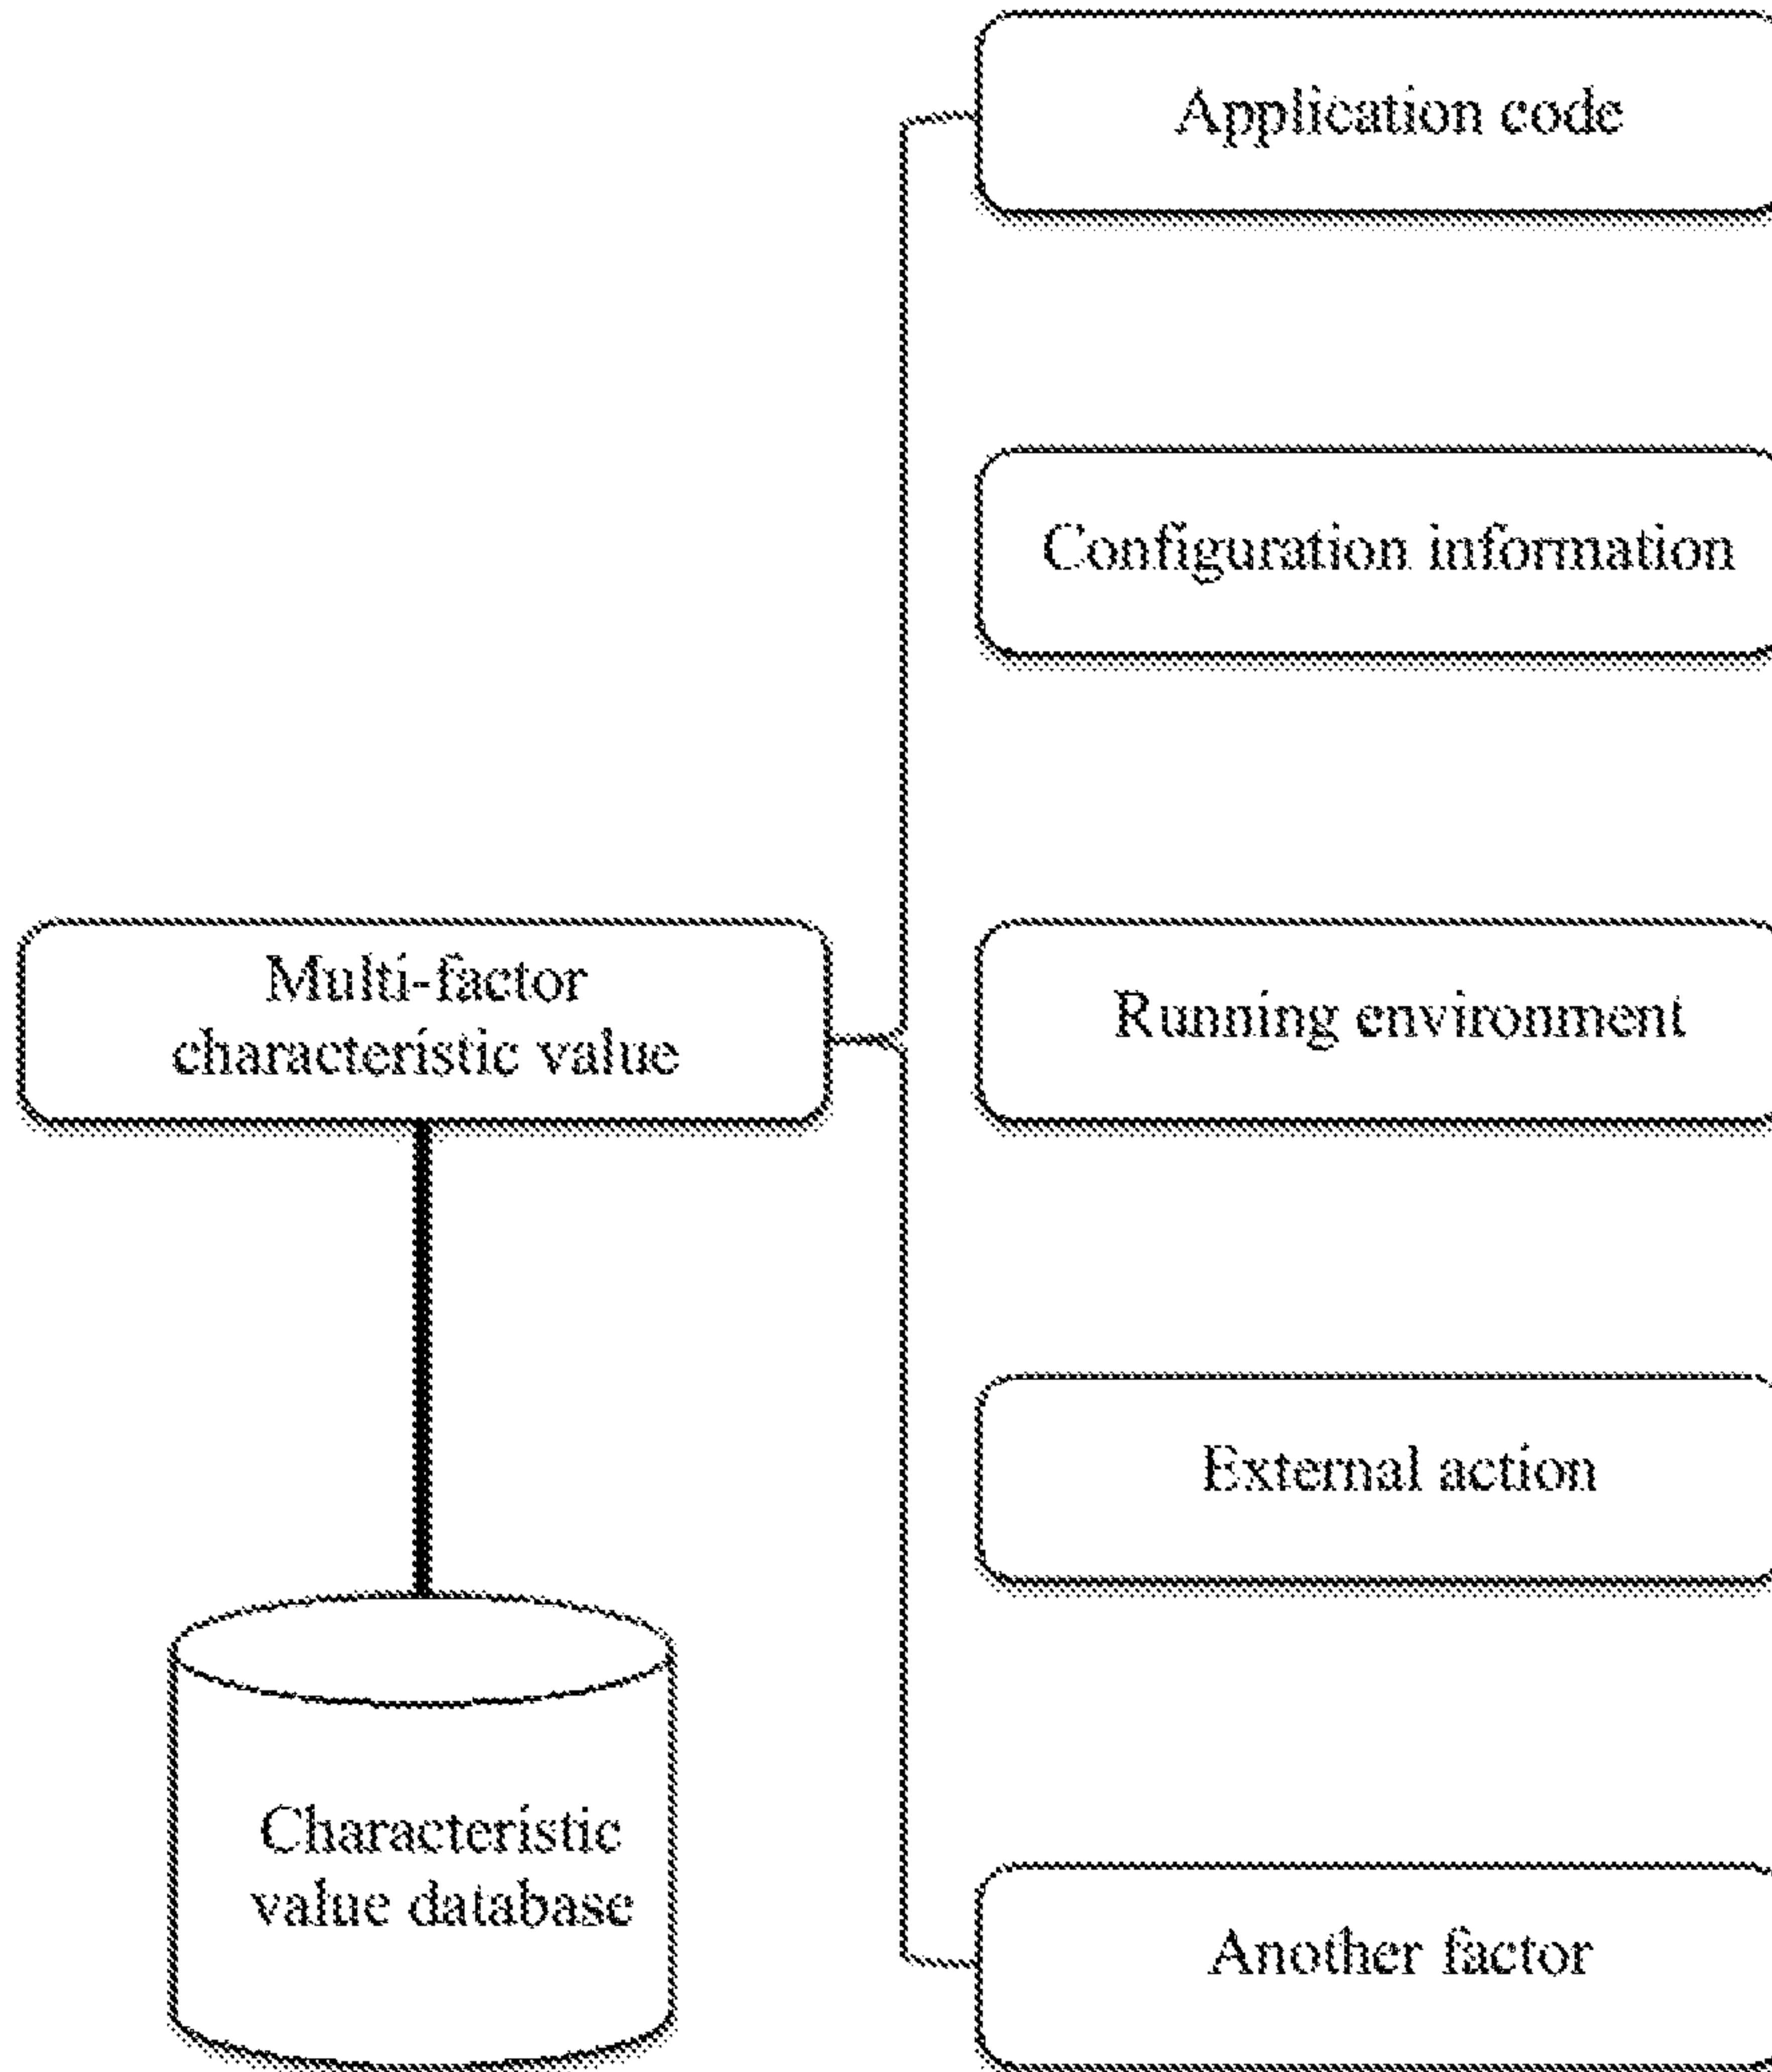 Application code
Configuration information
Multi-factor
characteristic value
Running environment
External action
Characteristic
value database
Another factor